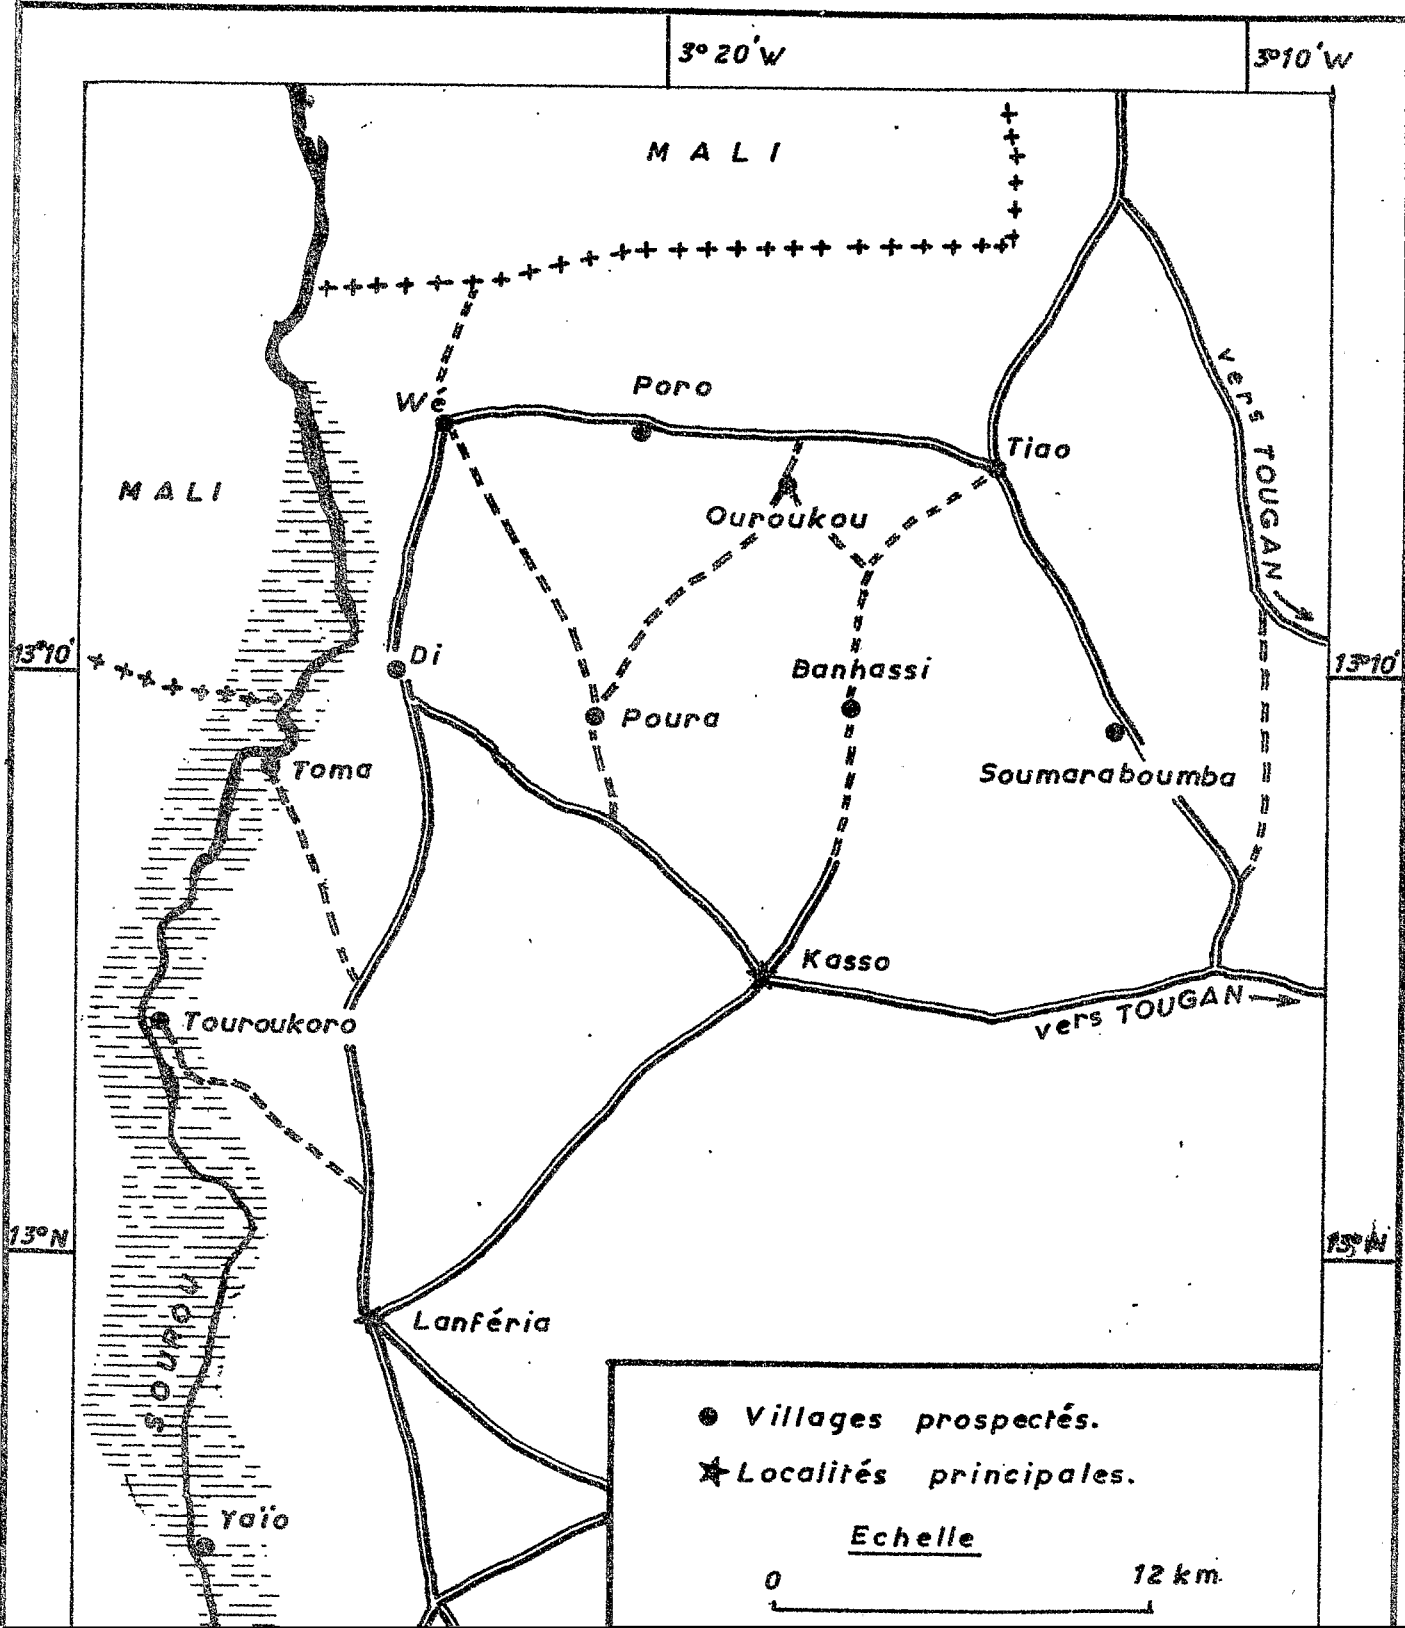 3° 20' W
3°10' W
MALI
Poro
Wé
Tiao
vers TOUGAN
MALI
Ouroukou
13°10'
13°10'
Di
Banhassi
Poura
Toma
Soumaraboumba
Kasso
vers TOUGAN
Touroukoro
13°N
13° N
SOUROU
Lanféria
Villages prospectés.
Localités principales.
Yaïo
Echelle
0 12 km.